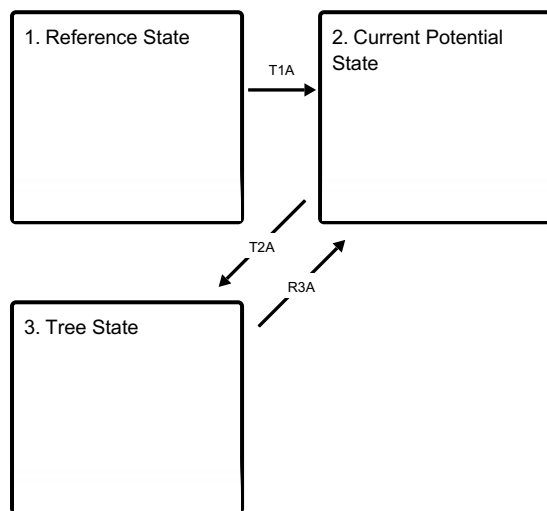 1. Reference State
2. Current Potential
State
T1A
T2A
R3A
3. Tree State